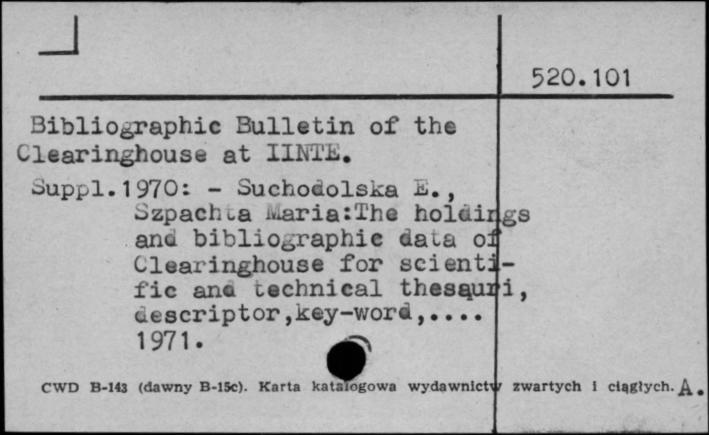 520.101
Bibliographic Bulletin of the
Clearinghouse at IINTE.
Suppl.1970: - Suchodolska E.,
Szpachta Maria:The holdings
and bibliographic data of
Clearinghouse for scienti-
fic and technical thesauri,
descriptor,key-word,....
1971.
CWD B-143 (dawny B-15c). Karta katalogowa wydawnictw zwartych i ciągłych. A.